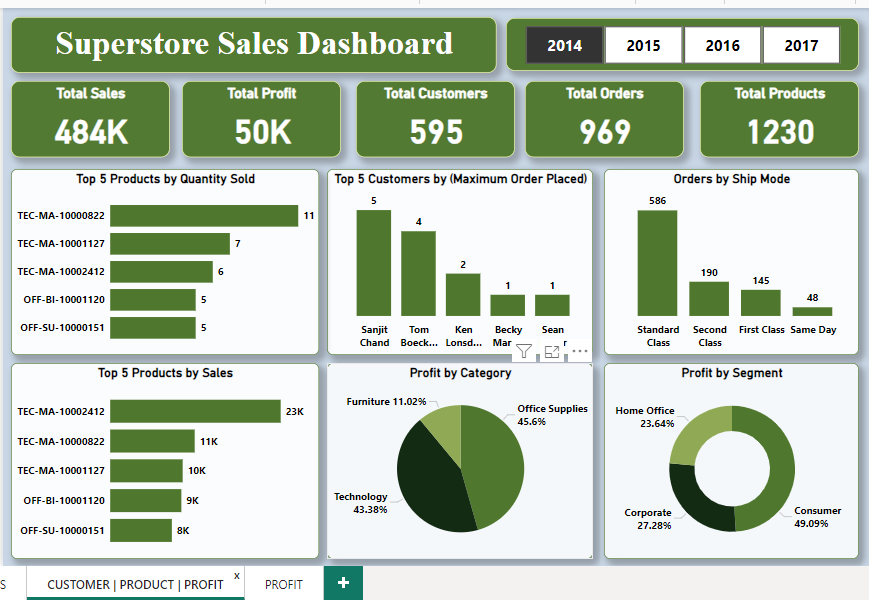 Superstore Sales Dashboard
2014 2015 2016 2017
Total Sales
484K
Total Profit
50K
Total Customers
595
Total Orders
969
Total Products
1230
Top 5 Products by Quantity Sold
TEC-MA-10000822 11
TEC-MA-10001127 7
TEC-MA-10002412 6
OFF-BI-10001120 5
OFF-SU-10000151 5
Top 5 Customers by (Maximum Order Placed)
5
4
2
1
1
Sanjit
Chand
Tom
Boeck...
Ken
Lonsd...
Becky
Mar
Sean
r
Orders by Ship Mode
586
190
145
48
Standard
Class
Second
Class
First Class
Same Day
Top 5 Products by Sales
TEC-MA-10002412 23K
TEC-MA-10000822 11K
TEC-MA-10001127 10K
OFF-BI-10001120 9K
OFF-SU-10000151 8K
Profit by Category
Furniture 11.02%
Office Supplies
45.6%
Technology
43.38%
Profit by Segment
Home Office
23.64%
Corporate
27.28%
Consumer
49.09%
S
CUSTOMER | PRODUCT | PROFIT x
PROFIT
+